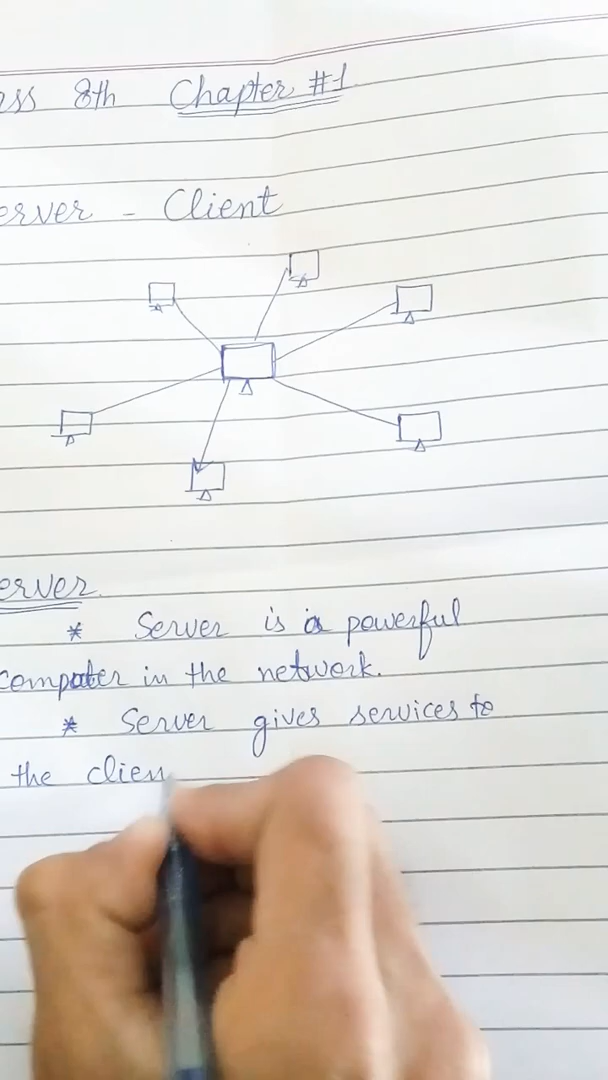 ass 8th Chapter #1
erver - Client
erver
* Server is a powerful
computer in the network.
* Server gives services to
the clien